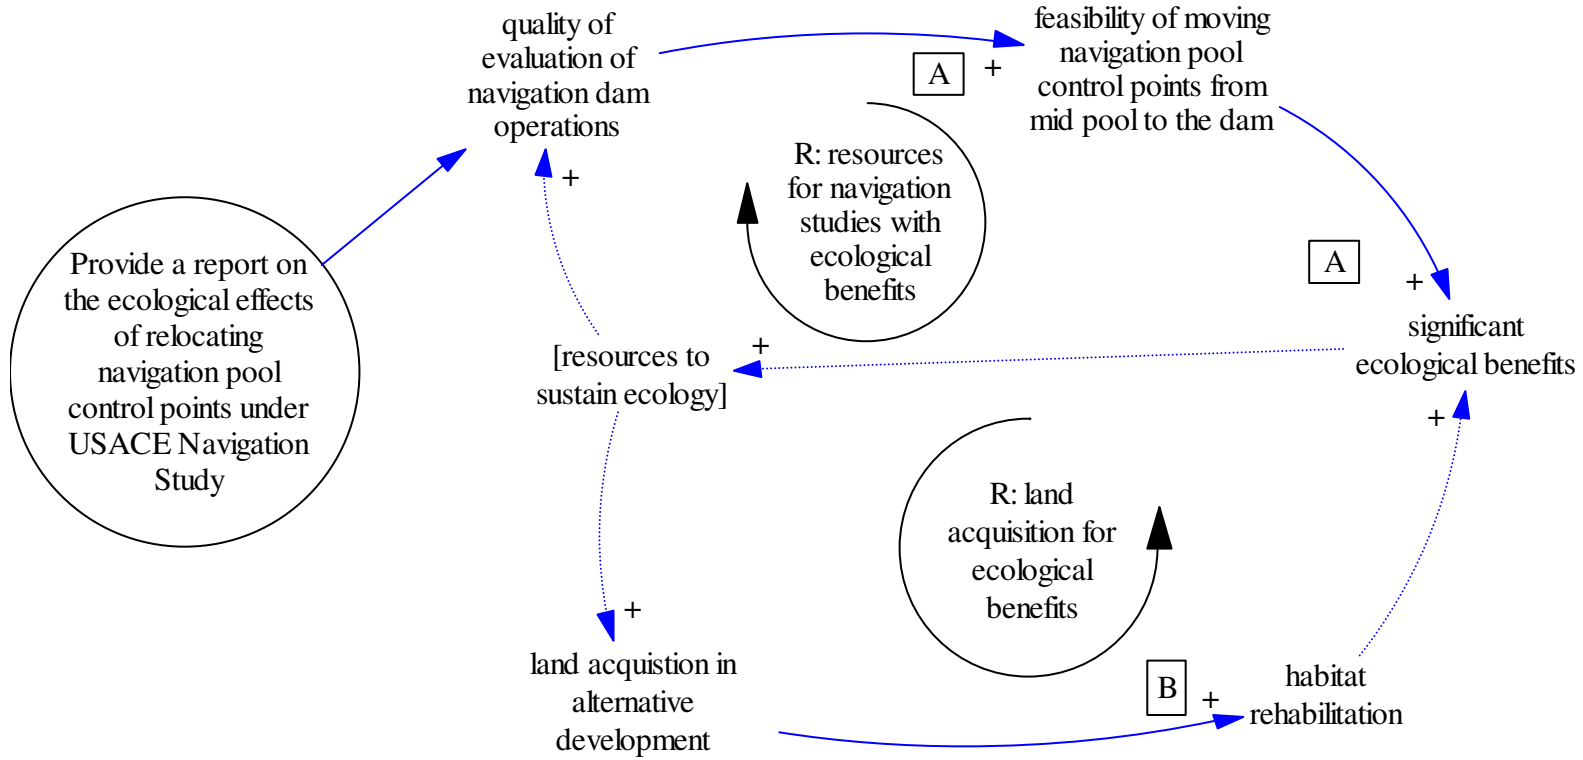 quality of
evaluation of
navigation dam
operations
feasibility of moving
navigation pool
control points from
mid pool to the dam
A
+
R: resources
for navigation
studies with
ecological
benefits
+
Provide a report on
the ecological effects
of relocating
navigation pool
control points under
USACE Navigation
Study
A
+
significant
ecological benefits
+
[resources to
sustain ecology]
+
R: land
acquisition for
ecological
benefits
+
land acquistion in
alternative
development
B
+
habitat
rehabilitation